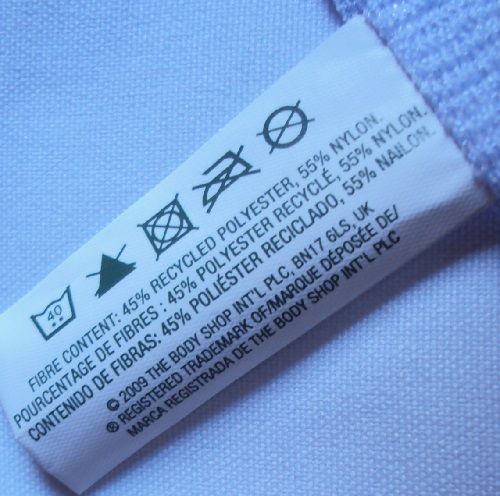 40
FIBRE CONTENT: 45% RECYCLED POLYESTER, 55% NYLON.
POURCENTAGE DE FIBRES : 45% POLYESTER RECYCLÉ, 55% NYLON.
CONTENIDO DE FIBRAS: 45% POLIÉSTER RECICLADO, 55% NAILON.
© 2009 THE BODY SHOP INT'L PLC, BN17 6LS, UK
® REGISTERED TRADEMARK OF/MARQUE DÉPOSÉE DE/
MARCA REGISTRADA DE THE BODY SHOP INT'L PLC